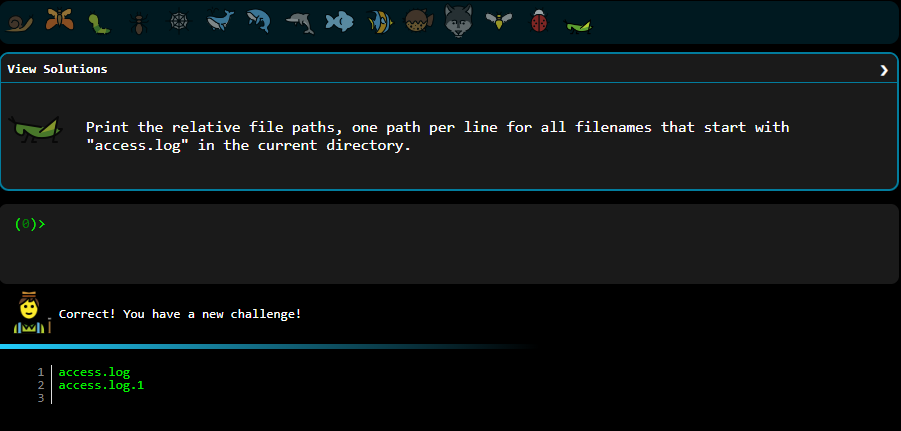 View Solutions
Print the relative file paths, one path per line for all filenames that start with
"access.log" in the current directory.
(0)>
Correct! You have a new challenge!
1 access.log
2 access.log.1
3